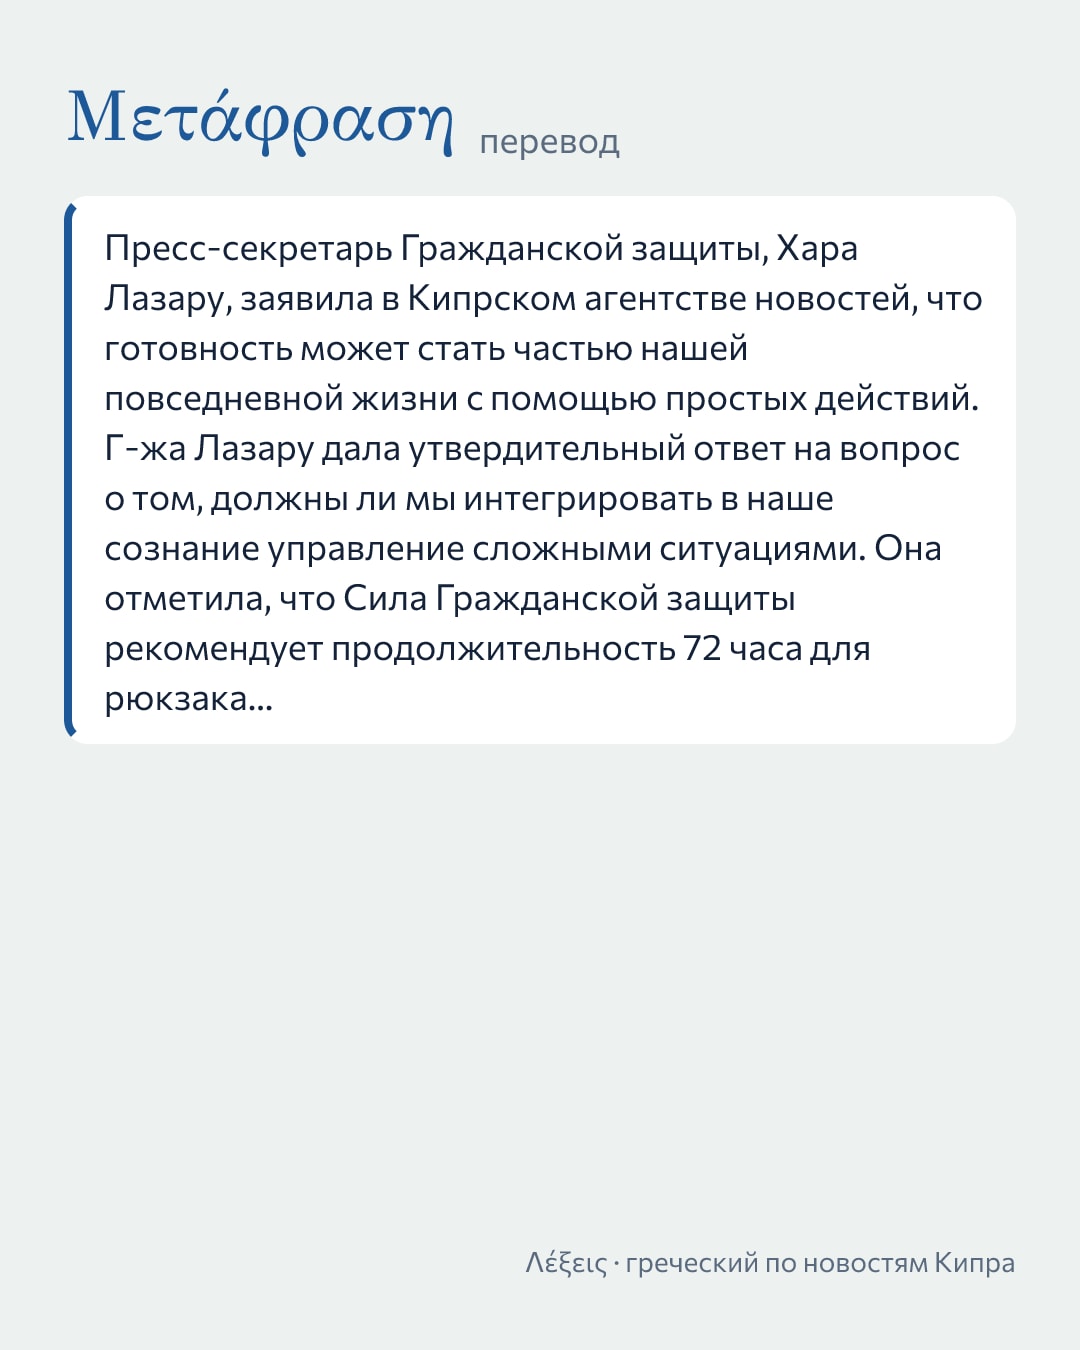 Μετάφραση перевод
Пресс-секретарь Гражданской защиты, Хара
Лазару, заявила в Кипрском агентстве новостей, что
готовность может стать частью нашей
повседневной жизни с помощью простых действий.
Г-жа Лазару дала утвердительный ответ на вопрос
о том, должны ли мы интегрировать в наше
сознание управление сложными ситуациями. Она
отметила, что Сила Гражданской защиты
рекомендует продолжительность 72 часа для
рюкзака...
Λέξεις · греческий по новостям Кипра